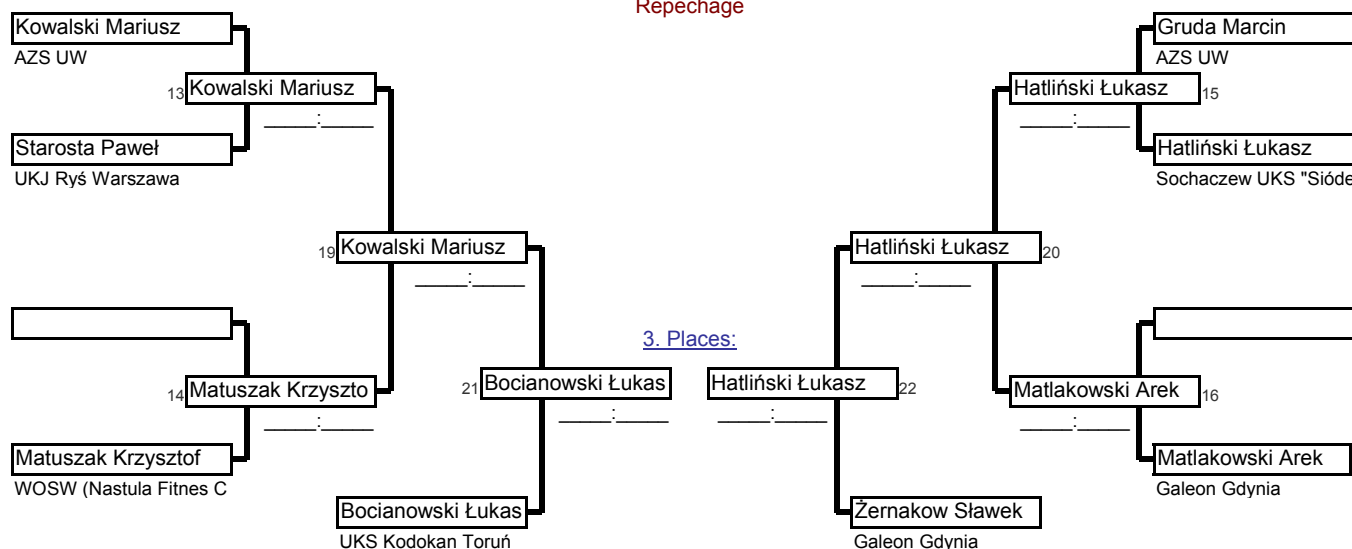 Repechage
Kowalski Mariusz
Gruda Marcin
AZS UW
AZS UW
13 Kowalski Mariusz
Hatliński Łukasz 15
_____:_____
_____:_____
Starosta Paweł
Hatliński Łukasz
UKJ Ryś Warszawa
Sochaczew UKS "Sióde
19 Kowalski Mariusz
Hatliński Łukasz 20
_____:_____
_____:_____
3. Places:
14 Matuszak Krzyszto
21 Bocianowski Łukas
Hatliński Łukasz 22
Matlakowski Arek 16
_____:_____
_____:_____
_____:_____
_____:_____
Matuszak Krzysztof
Matlakowski Arek
WOSW (Nastula Fitnes C
Galeon Gdynia
Bocianowski Łukas
Żernakow Sławek
UKS Kodokan Toruń
Galeon Gdynia